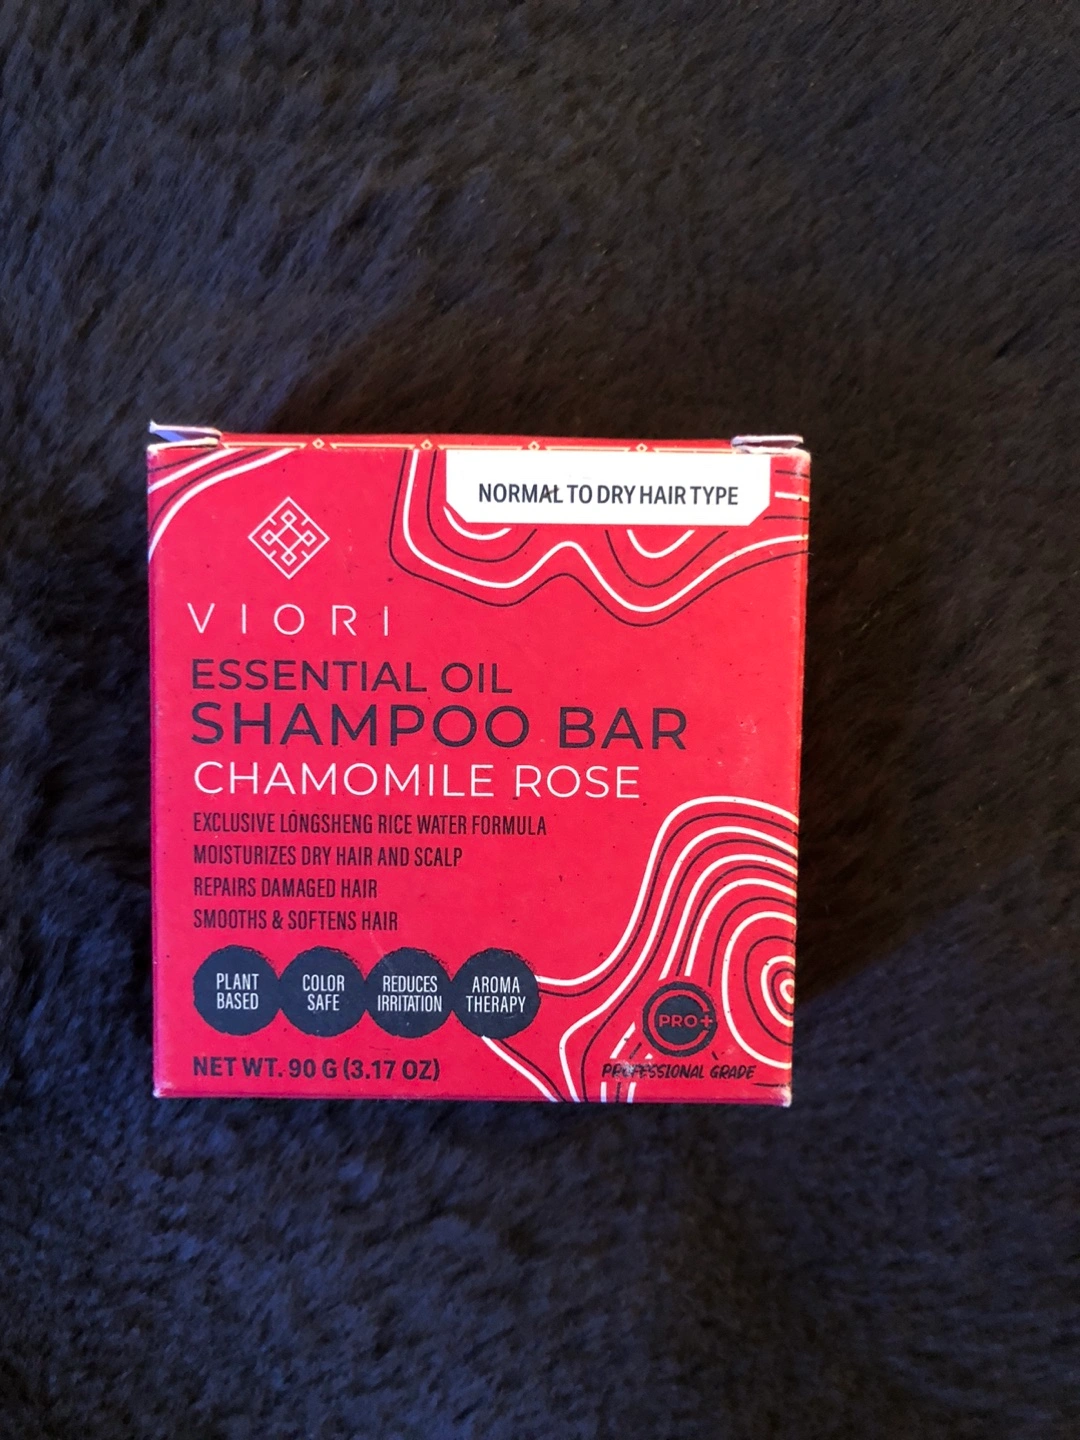 NORMAL TO DRY HAIR TYPE
VIORI
ESSENTIAL OIL
SHAMPOO BAR
CHAMOMILE ROSE
EXCLUSIVE LÓNGSHENG RICE WATER FORMULA
MOISTURIZES DRY HAIR AND SCALP
REPAIRS DAMAGED HAIR
SMOOTHS & SOFTENS HAIR
PLANT
BASED
COLOR
SAFE
REDUCES
IRRITATION
AROMA
THERAPY
PRO+
PROFESSIONAL GRADE
NET WT. 90 G (3.17 OZ)